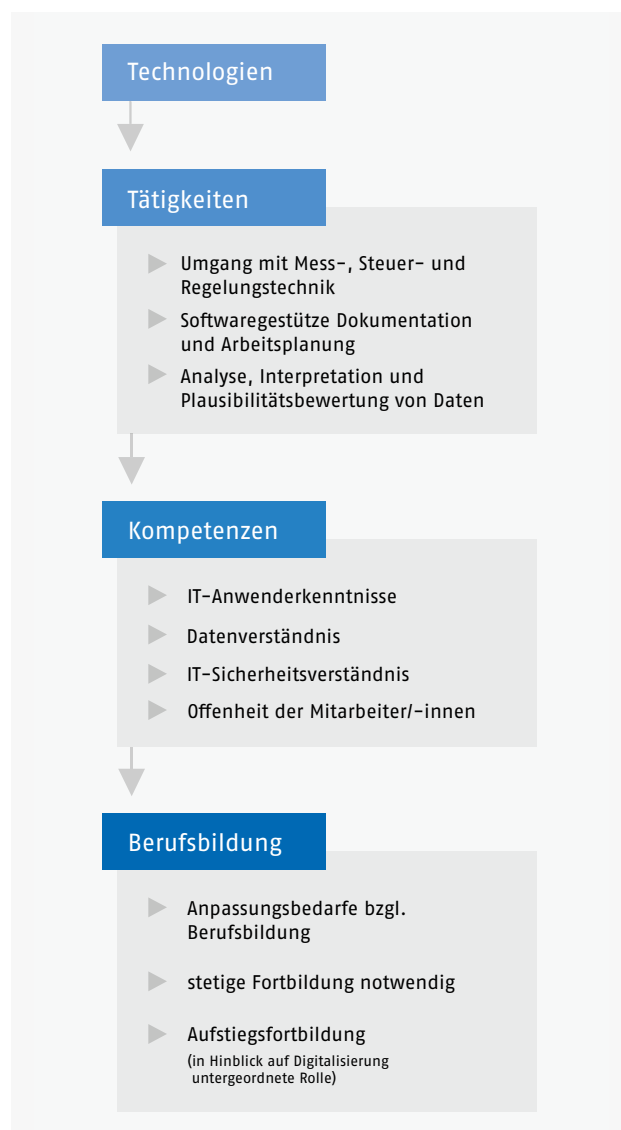 Technologien
Tätigkeiten
Umgang mit Mess-, Steuer- und
Regelungstechnik
Softwaregestütze Dokumentation
und Arbeitsplanung
Analyse, Interpretation und
Plausibilitätsbewertung von Daten
Kompetenzen
IT-Anwenderkenntnisse
Datenverständnis
IT-Sicherheitsverständnis
Offenheit der Mitarbeiter/-innen
Berufsbildung
Anpassungsbedarfe bzgl.
Berufsbildung
stetige Fortbildung notwendig
Aufstiegsfortbildung
(in Hinblick auf Digitalisierung
untergeordnete Rolle)